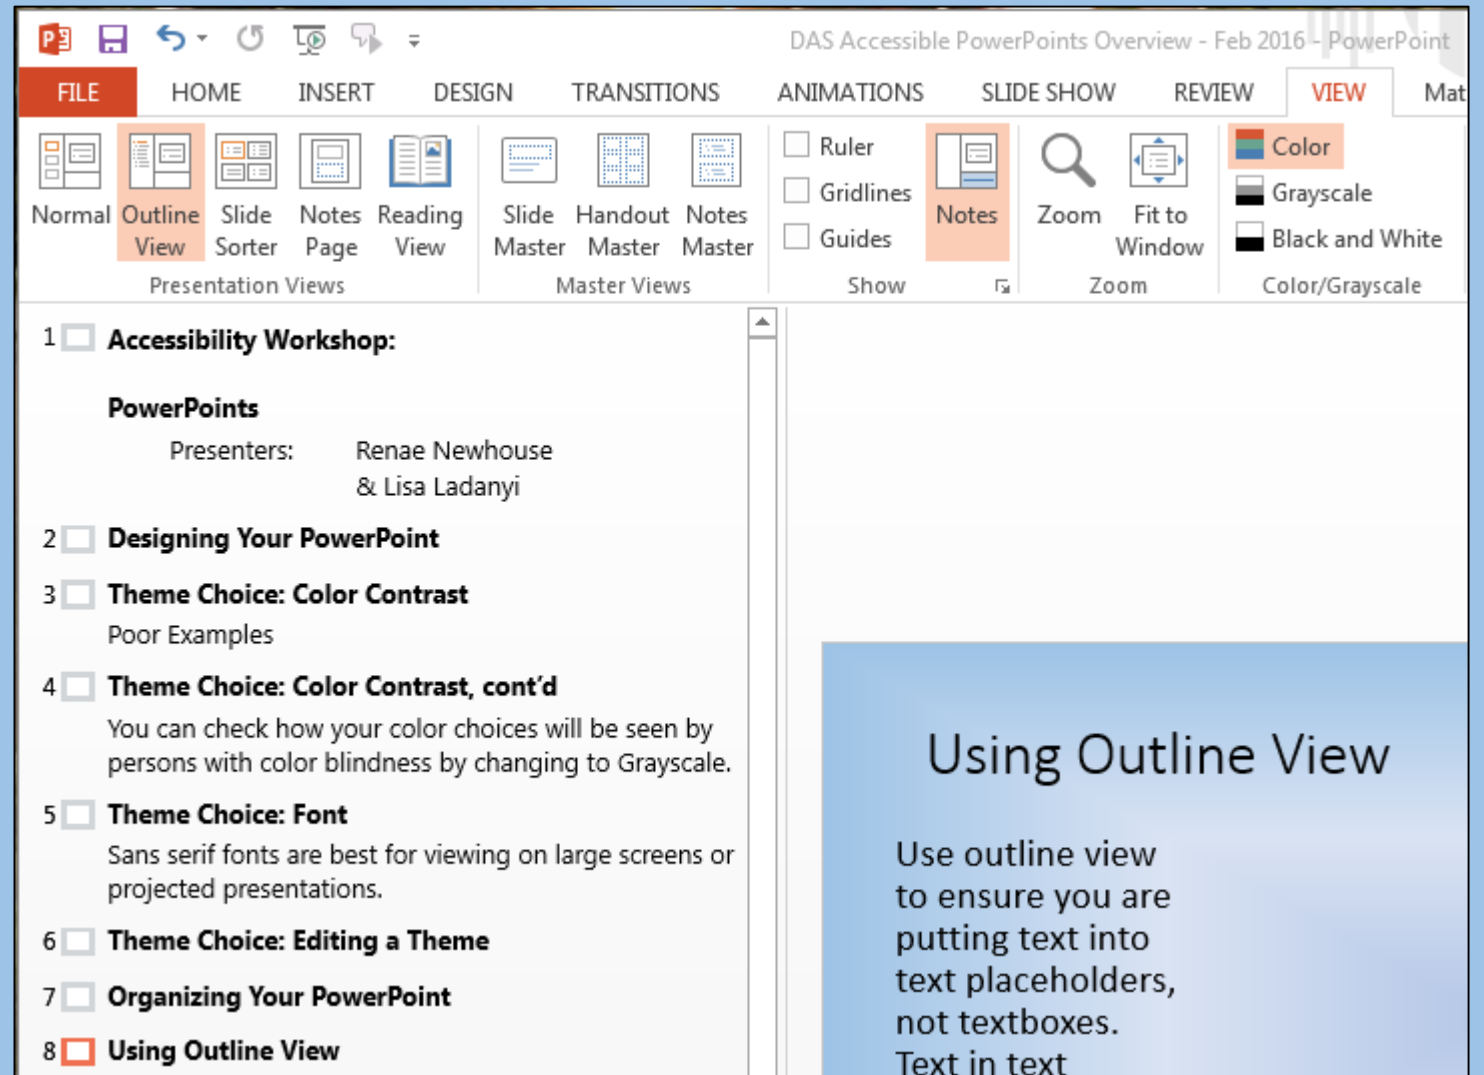 DAS Accessible PowerPoints Overview - Feb 2016 - PowerPoint
FILE HOME INSERT DESIGN TRANSITIONS ANIMATIONS SLIDE SHOW REVIEW VIEW Mat
Normal
Outline
View
Slide
Sorter
Notes
Page
Reading
View
Presentation Views
Slide
Master
Handout
Master
Notes
Master
Master Views
Ruler
Gridlines
Guides
Notes
Show
Zoom
Fit to
Window
Zoom
Color
Grayscale
Black and White
Color/Grayscale
1 Accessibility Workshop:
PowerPoints
Presenters: Renae Newhouse
& Lisa Ladanyi
2 Designing Your PowerPoint
3 Theme Choice: Color Contrast
Poor Examples
4 Theme Choice: Color Contrast, cont'd
You can check how your color choices will be seen by
persons with color blindness by changing to Grayscale.
5 Theme Choice: Font
Sans serif fonts are best for viewing on large screens or
projected presentations.
6 Theme Choice: Editing a Theme
7 Organizing Your PowerPoint
8 Using Outline View
Using Outline View
Use outline view
to ensure you are
putting text into
text placeholders,
not textboxes.
Text in text